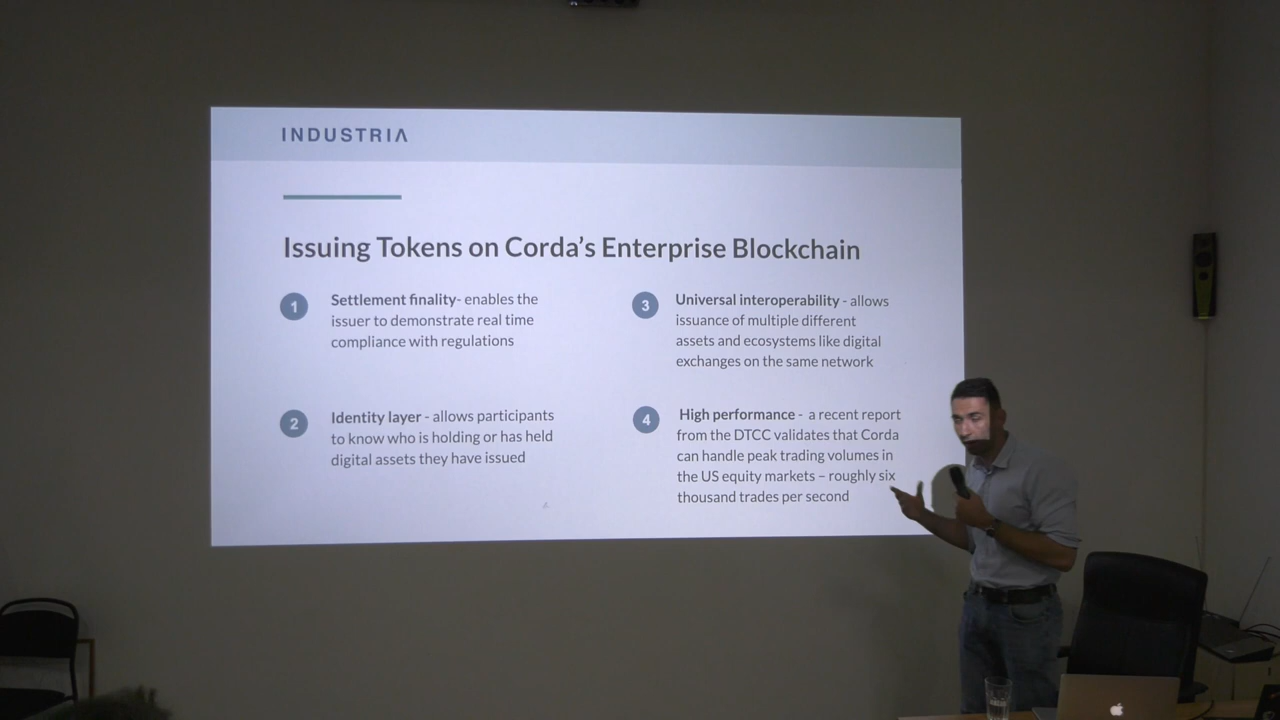 INDUSTRIA
Issuing Tokens on Corda's Enterprise Blockchain
1
Settlement finality- enables the
issuer to demonstrate real time
compliance with regulations
2
Identity layer - allows participants
to know who is holding or has held
digital assets they have issued
3
Universal interoperability - allows
issuance of multiple different
assets and ecosystems like digital
exchanges on the same network
4
High performance - a recent report
from the DTCC validates that Corda
can handle peak trading volumes in
the US equity markets – roughly six
thousand trades per second